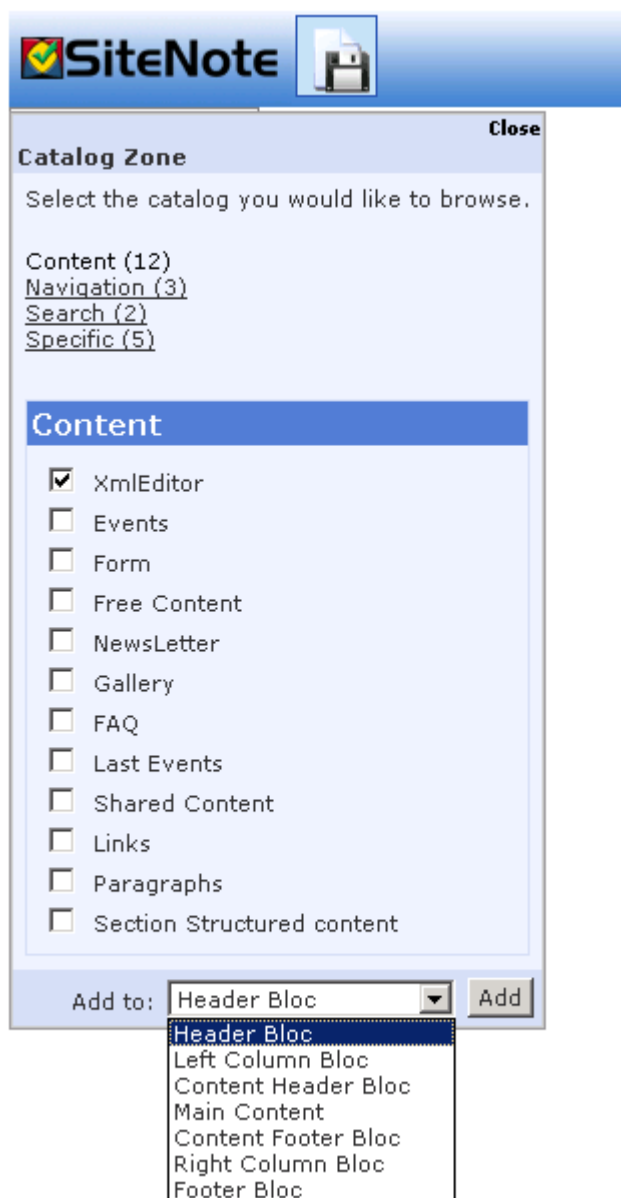 SiteNote
Close
Catalog Zone
Select the catalog you would like to browse.
Content (12)
Navigation (3)
Search (2)
Specific (5)
Content
XmlEditor
Events
Form
Free Content
NewsLetter
Gallery
FAQ
Last Events
Shared Content
Links
Paragraphs
Section Structured content
Add to: Header Bloc Add
Header Bloc
Left Column Bloc
Content Header Bloc
Main Content
Content Footer Bloc
Right Column Bloc
Footer Bloc